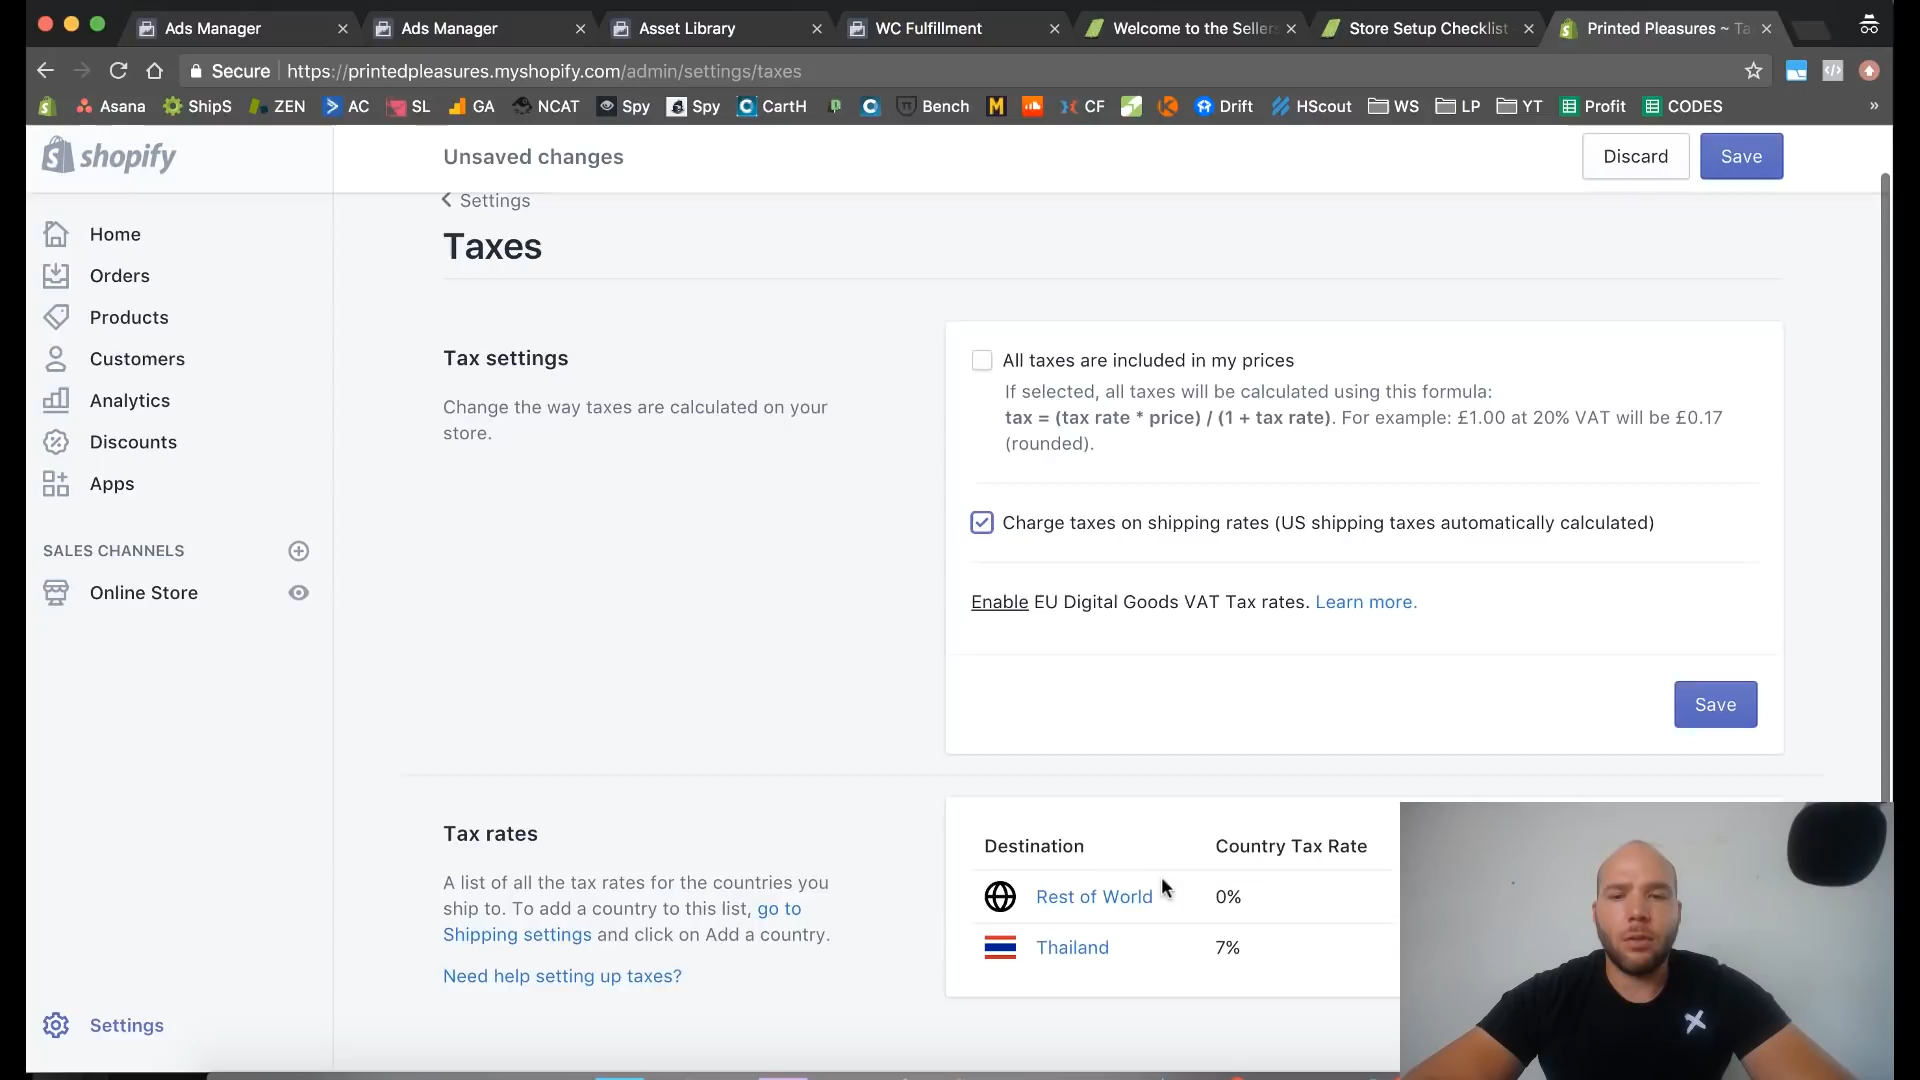 Ads Manager
Ads Manager
Asset Library
WC Fulfillment
Welcome to the Sellers
Store Setup Checklist
Printed Pleasures ~ Ta
Secure https://printedpleasures.myshopify.com/admin/settings/taxes
Asana ShipS ZEN AC SL GA NCAT Spy Spy CartH Bench CF Drift HScout WS LP YT Profit CODES »
shopify
Unsaved changes
Discard
Save
Home
Orders
Products
Customers
Analytics
Discounts
Apps
SALES CHANNELS
Online Store
Settings
Settings
Taxes
Tax settings
Change the way taxes are calculated on your
store.
All taxes are included in my prices
If selected, all taxes will be calculated using this formula:
tax = (tax rate * price) / (1 + tax rate). For example: £1.00 at 20% VAT will be £0.17
(rounded).
Charge taxes on shipping rates (US shipping taxes automatically calculated)
Enable EU Digital Goods VAT Tax rates. Learn more.
Save
Tax rates
A list of all the tax rates for the countries you
ship to. To add a country to this list, go to
Shipping settings and click on Add a country.
Need help setting up taxes?
Destination Country Tax Rate
Rest of World 0%
Thailand 7%